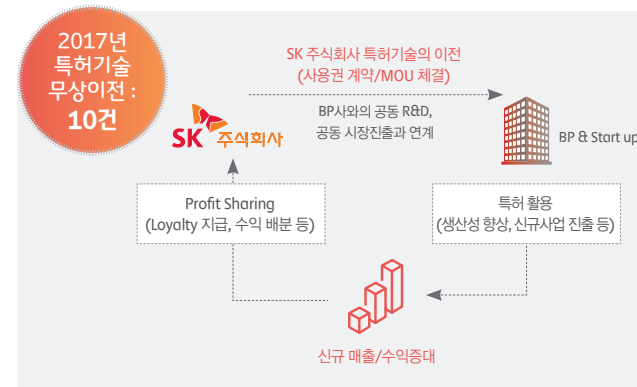 2017년
특허기술
무상이전 :
10건
SK 주식회사 특허기술의 이전
(사용권 계약/MOU 체결)
BP사와의 공동 R&D,
공동 시장진출과 연계
SK 주식회사
BP & Start up
Profit Sharing
(Loyalty 지급, 수익 배분 등)
특허 활용
(생산성 향상, 신규사업 진출 등)
신규 매출/수익증대